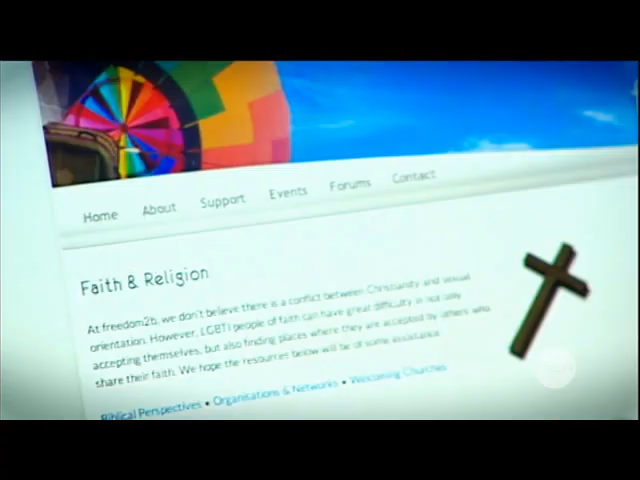 Home About Support Events Forums Contact
Faith & Religion
At freedom2b, we don't believe there is a conflict between Christianity and sexual
orientation. However, LGBTI people of faith can have great difficulty in not only
accepting themselves, but also finding places where they are accepted by others who
share their faith. We hope the resources below will be of some assistance.
Biblical Perspectives • Organisations & Networks • Welcoming Churches